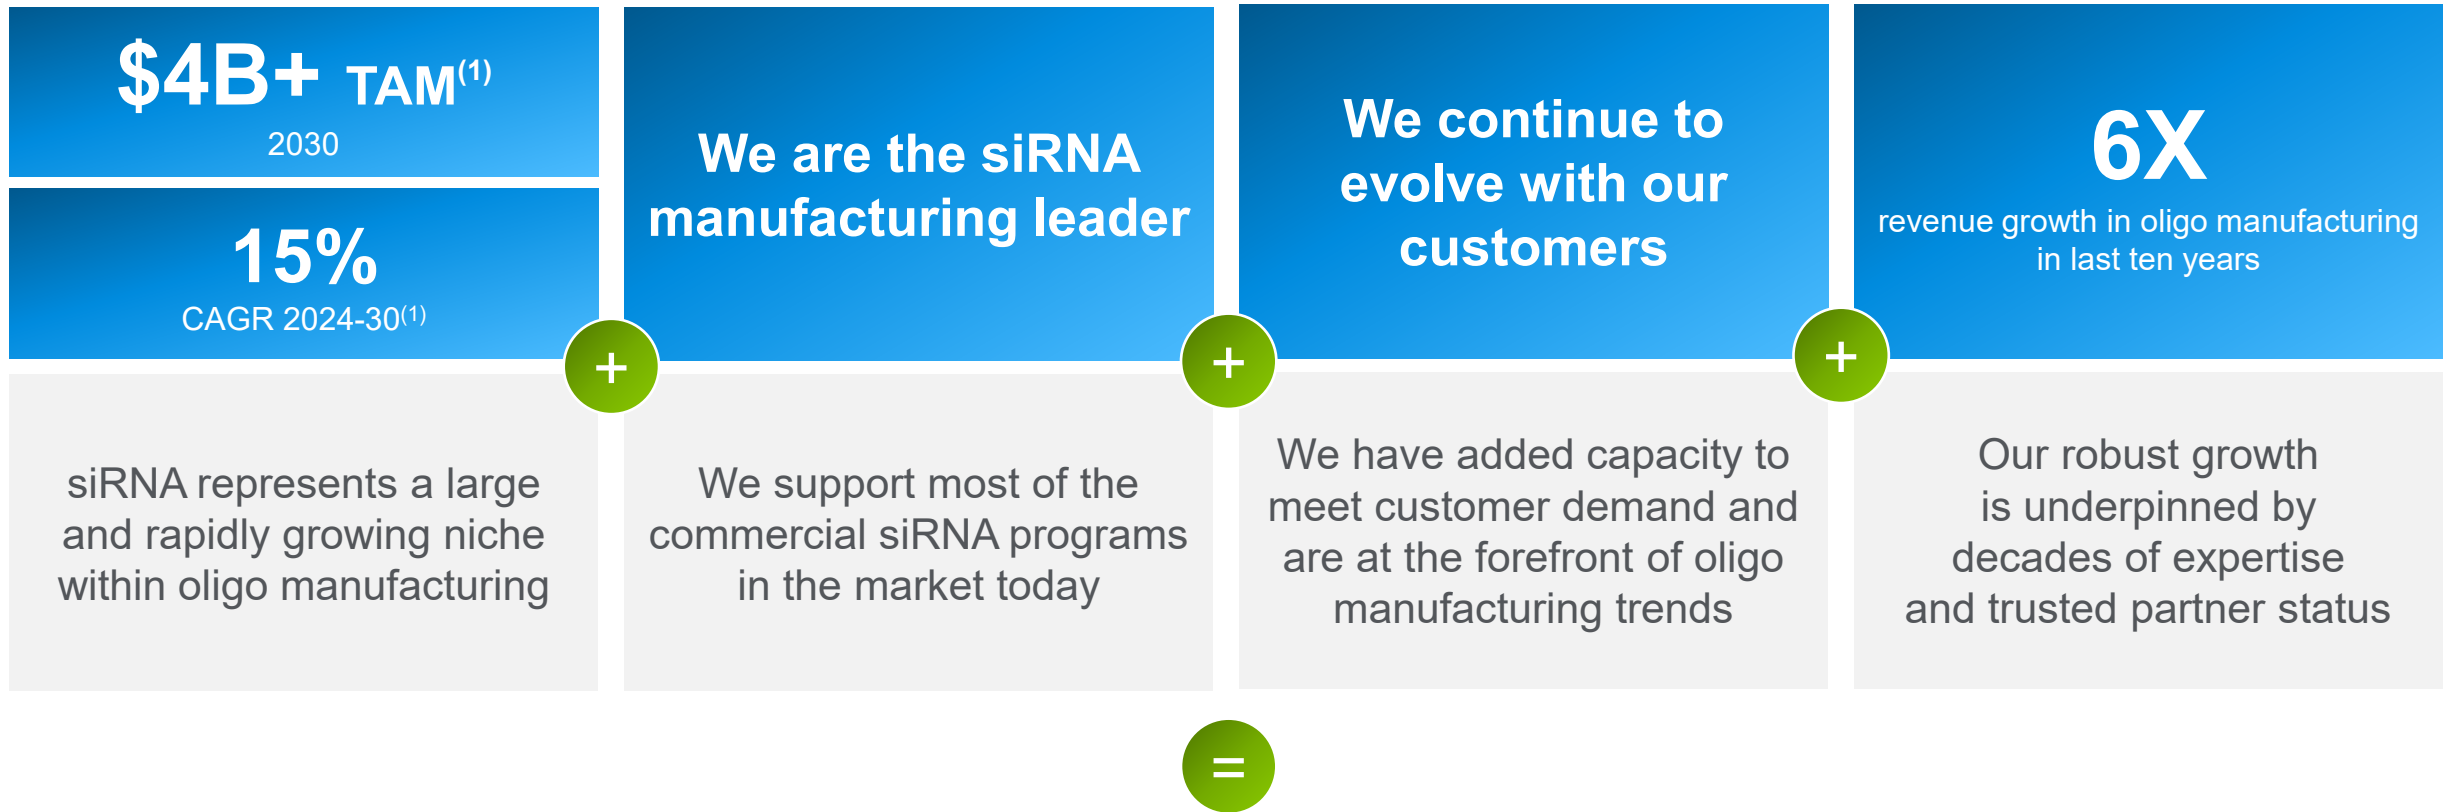 $4B+ TAM(1)
2030
15%
CAGR 2024-30(1)
siRNA represents a large
and rapidly growing niche
within oligo manufacturing
+
We are the siRNA
manufacturing leader
We support most of the
commercial siRNA programs
in the market today
+
We continue to
evolve with our
customers
We have added capacity to
meet customer demand and
are at the forefront of oligo
manufacturing trends
+
6X
revenue growth in oligo manufacturing
in last ten years
Our robust growth
is underpinned by
decades of expertise
and trusted partner status
=